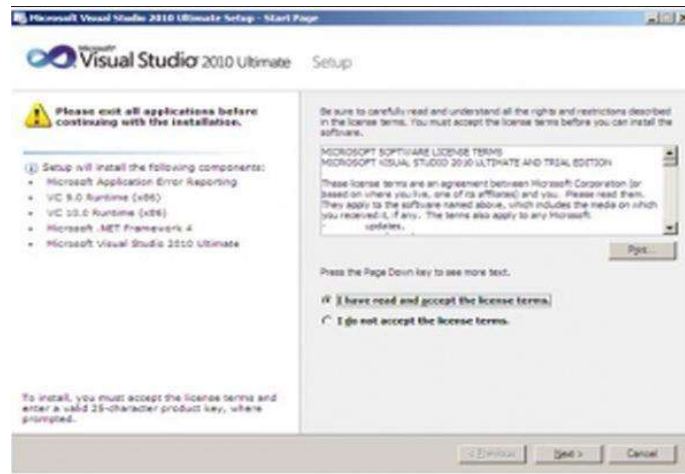 Microsoft Visual Studio 2010 Ultimate Setup - Start Page
Microsoft
Visual Studio 2010 Ultimate Setup
Please exit all applications before
continuing with the installation.
Setup will install the following components:
Microsoft Application Error Reporting
VC 9.0 Runtime (x86)
VC 10.0 Runtime (x86)
Microsoft .NET Framework 4
Microsoft Visual Studio 2010 Ultimate
To install, you must accept the license terms and
enter a valid 25-character product key, where
prompted.
Be sure to carefully read and understand all the rights and restrictions described
in the license terms. You must accept the license terms before you can install the
software.
MICROSOFT SOFTWARE LICENSE TERMS
MICROSOFT VISUAL STUDIO 2010 ULTIMATE AND TRIAL EDITION
These license terms are an agreement between Microsoft Corporation (or
based on where you live, one of its affiliates) and you. Please read them.
They apply to the software named above, which includes the media on which
you received it, if any. The terms also apply to any Microsoft
· updates,
Print...
Press the Page Down key to see more text.
I have read and accept the license terms.
I do not accept the license terms.
< Previous Next > Cancel